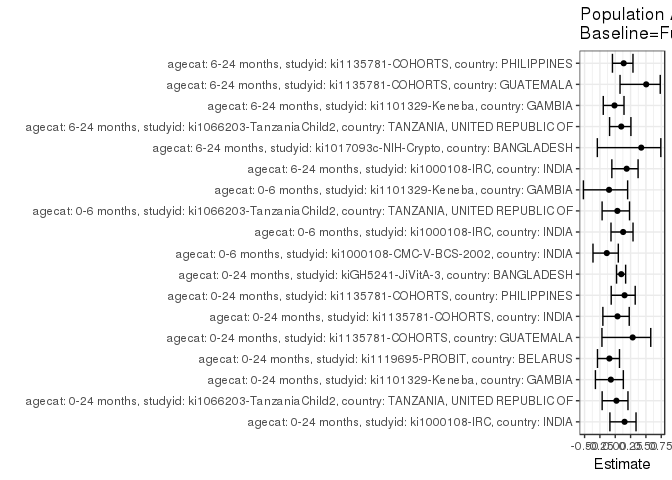 Population
Baseline=
agecat: 6-24 months, studyid: ki1135781-COHORTS, country: PHILIPPINES
agecat: 6-24 months, studyid: ki1135781-COHORTS, country: GUATEMALA
agecat: 6-24 months, studyid: ki1101329-Keneba, country: GAMBIA
agecat: 6-24 months, studyid: ki1066203-TanzaniaChild2, country: TANZANIA, UNITED REPUBLIC OF
agecat: 6-24 months, studyid: ki1017093c-NIH-Crypto, country: BANGLADESH
agecat: 6-24 months, studyid: ki1000108-IRC, country: INDIA
agecat: 0-6 months, studyid: ki1101329-Keneba, country: GAMBIA
agecat: 0-6 months, studyid: ki1066203-TanzaniaChild2, country: TANZANIA, UNITED REPUBLIC OF
agecat: 0-6 months, studyid: ki1000108-IRC, country: INDIA
agecat: 0-6 months, studyid: ki1000108-CMC-V-BCS-2002, country: INDIA
agecat: 0-24 months, studyid: kiGH5241-JiVitA-3, country: BANGLADESH
agecat: 0-24 months, studyid: ki1135781-COHORTS, country: PHILIPPINES
agecat: 0-24 months, studyid: ki1135781-COHORTS, country: INDIA
agecat: 0-24 months, studyid: ki1135781-COHORTS, country: GUATEMALA
agecat: 0-24 months, studyid: ki1119695-PROBIT, country: BELARUS
agecat: 0-24 months, studyid: ki1101329-Keneba, country: GAMBIA
agecat: 0-24 months, studyid: ki1066203-TanzaniaChild2, country: TANZANIA, UNITED REPUBLIC OF
agecat: 0-24 months, studyid: ki1000108-IRC, country: INDIA
-0.50 0.25 0.00 0.25 0.50 0.75
Estimate